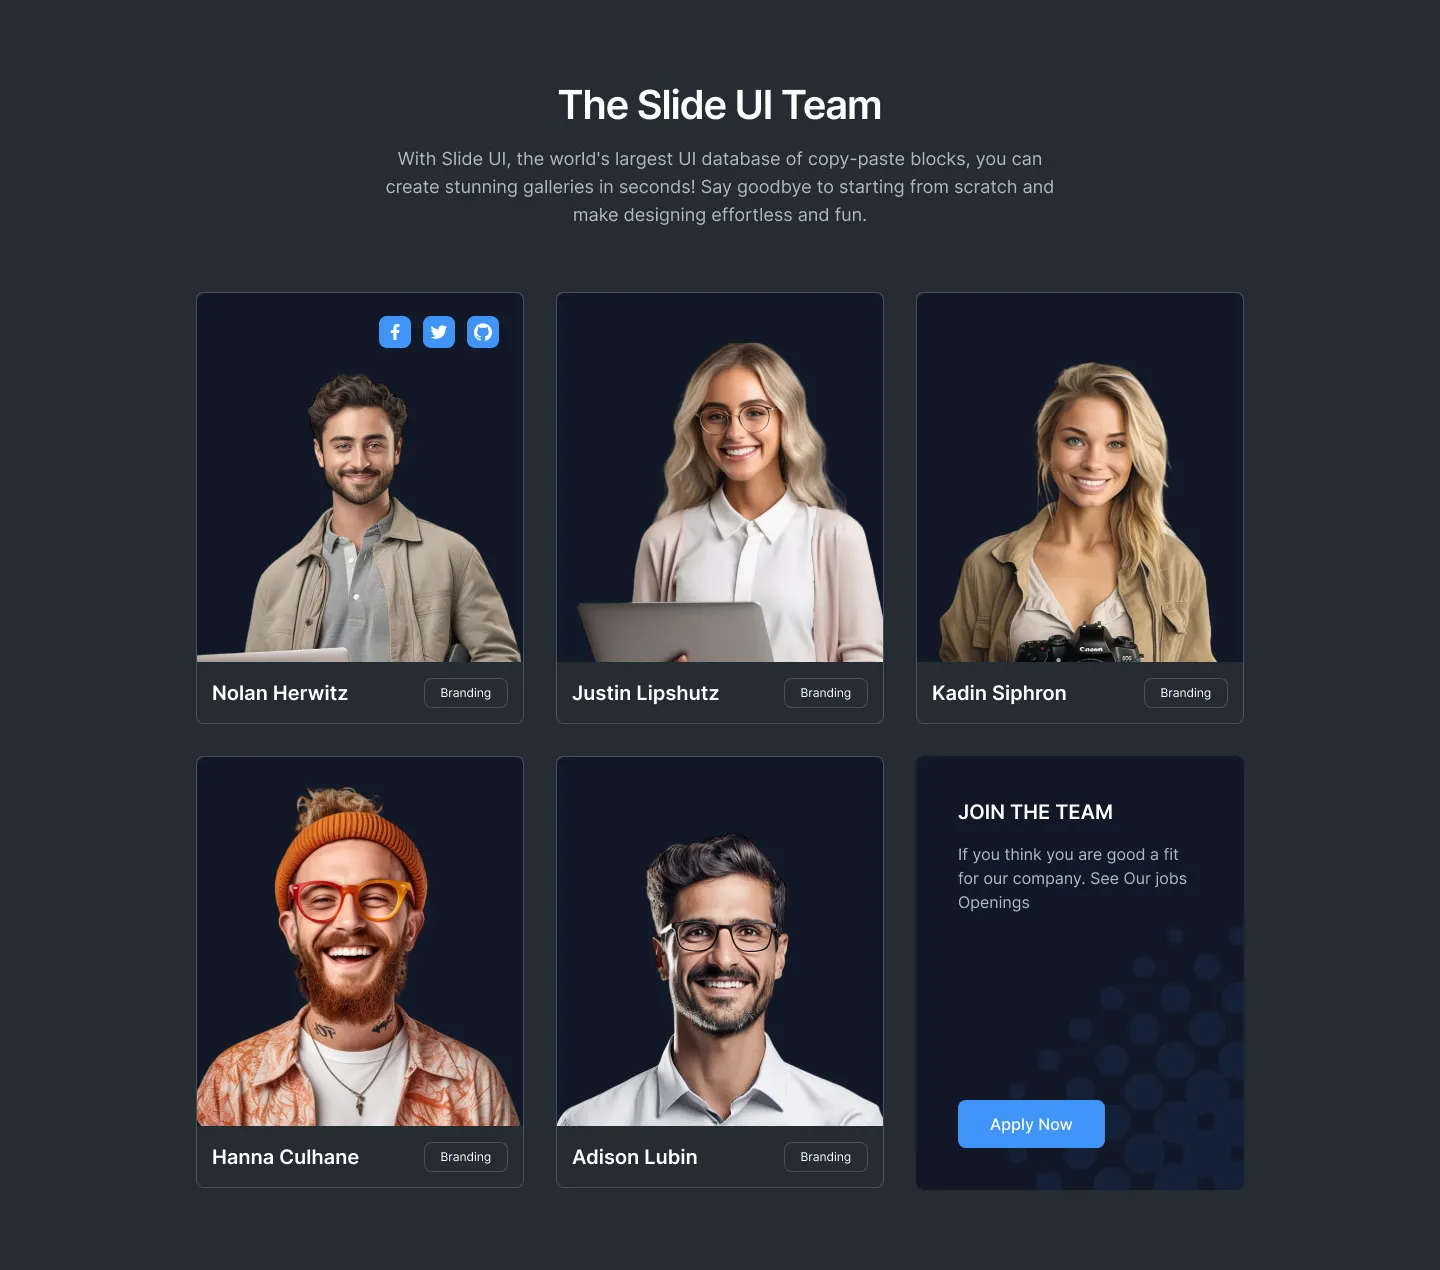 The Slide UI Team
With Slide UI, the world's largest UI database of copy-paste blocks, you can
create stunning galleries in seconds! Say goodbye to starting from scratch and
make designing effortless and fun.
Canon
EOS
Nolan Herwitz
Branding
Justin Lipshutz
Branding
Kadin Siphron
Branding
JOIN THE TEAM
If you think you are good a fit
for our company. See Our jobs
Openings
Apply Now
Hanna Culhane
Branding
Adison Lubin
Branding